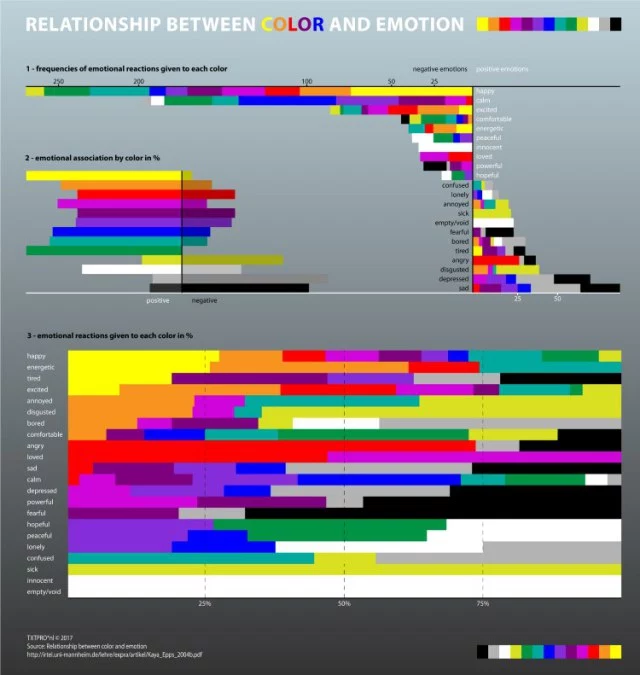 RELATIONSHIP BETWEEN COLOR AND EMOTION
1 - frequencies of emotional reactions given to each color
negative emotions
positive emotions
250
200
100
50
25
happy
calm
excited
comfortable
energetic
peaceful
innocent
loved
powerful
hopeful
2 - emotional association by color in %
confused
lonely
annoyed
sick
empty/void
fearful
bored
tired
angry
disgusted
depressed
sad
positive
negative
25
50
3 - emotional reactions given to each color in %
happy
energetic
tired
excited
annoyed
disgusted
bored
comfortable
angry
loved
sad
calm
depressed
powerful
fearful
hopeful
peaceful
lonely
confused
sick
innocent
empty/void
25%
50%
75%
TXTPRO*nl © 2017
Source: Relationship between color and emotion